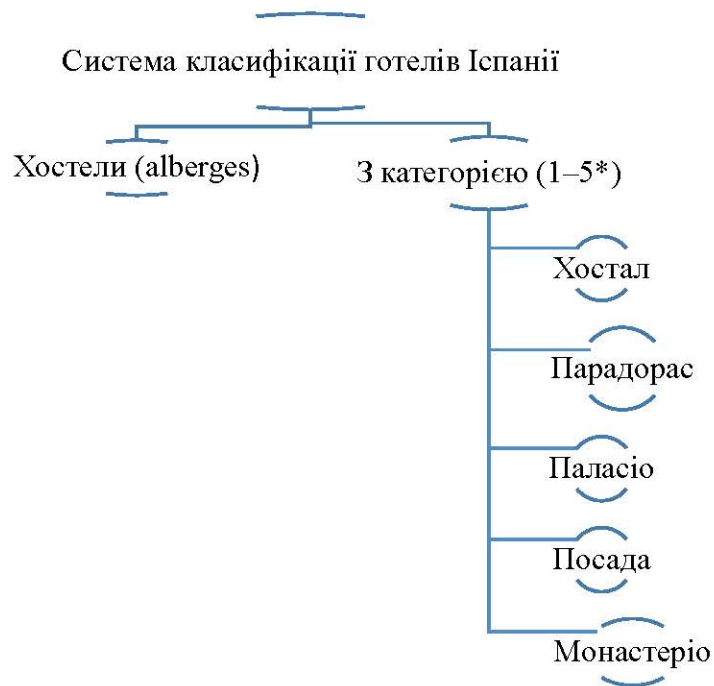 Система класифікації готелів Іспанії
Хостели (alberges)
З категорією (1–5*)
Хостал
Парадорас
Паласіо
Посада
Монастеріо